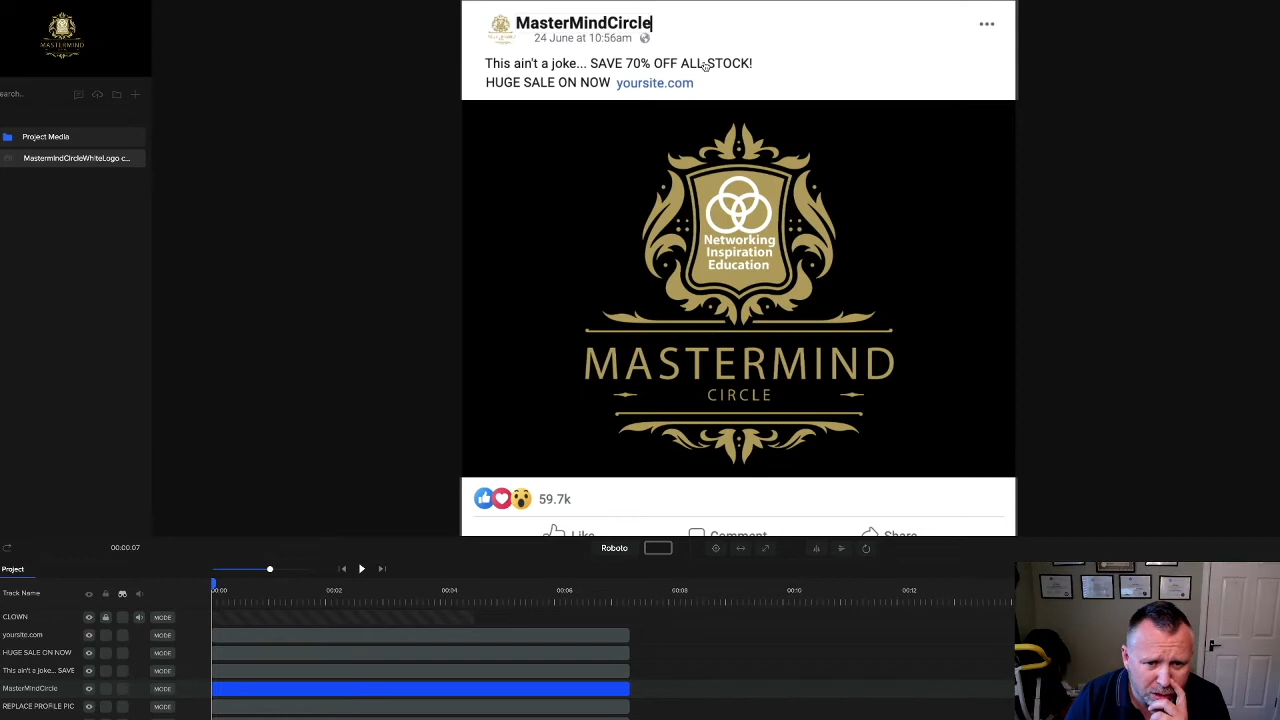 MASTERMIND
MasterMindCircle
24 June at 10:56am
This ain't a joke... SAVE 70% OFF ALL STOCK!
HUGE SALE ON NOW yoursite.com
earch..
Project Media
MastermindCircleWhiteLogo c...
Networking
Inspiration
Education
MASTERMIND
CIRCLE
59.7k
Like
Comment
Share
00:00:07
Roboto
Project
Track Name
00:00
00:02
00:04
00:06
00:08
00:10
00:12
CLOWN
MODE
yoursite.com
MODE
HUGE SALE ON NOW
MODE
This ain't a joke... SAVE
MODE
MasterMindCircle
MODE
REPLACE PROFILE PIC
MODE